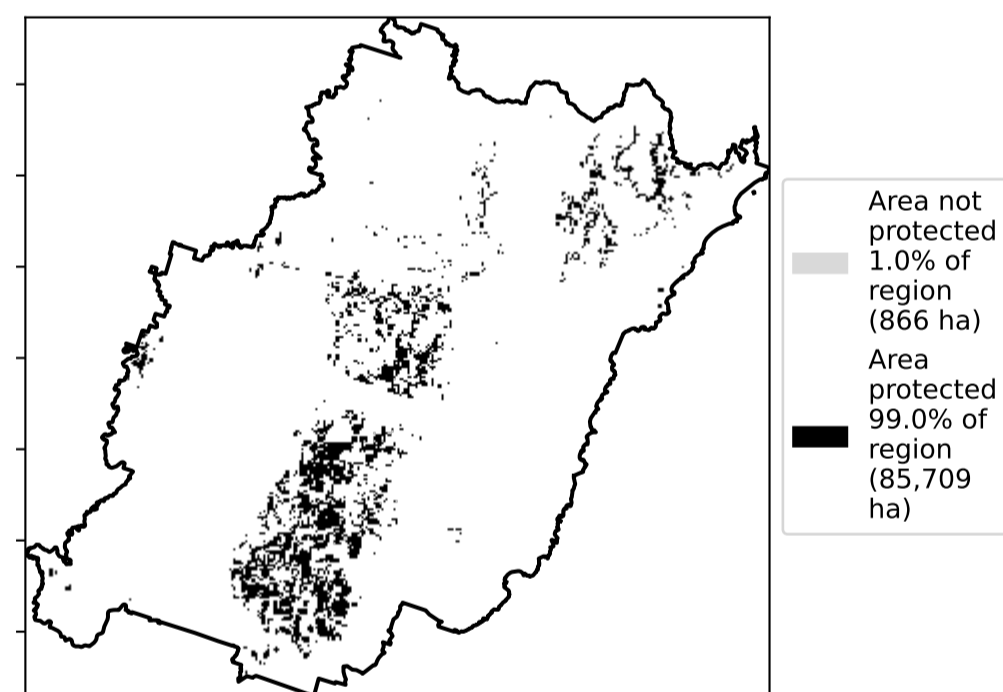 Area not
protected
1.0% of
region
(866 ha)
Area
protected
99.0% of
region
(85,709
ha)